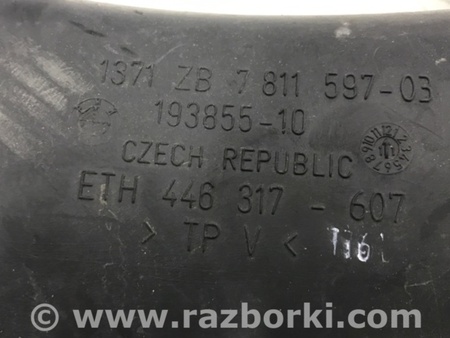 1371 ZB 7 811 597-03
193855-10
CZECH REPUBLIC
ETH 446 317 - 607
> TP V <
© www.razborki.com